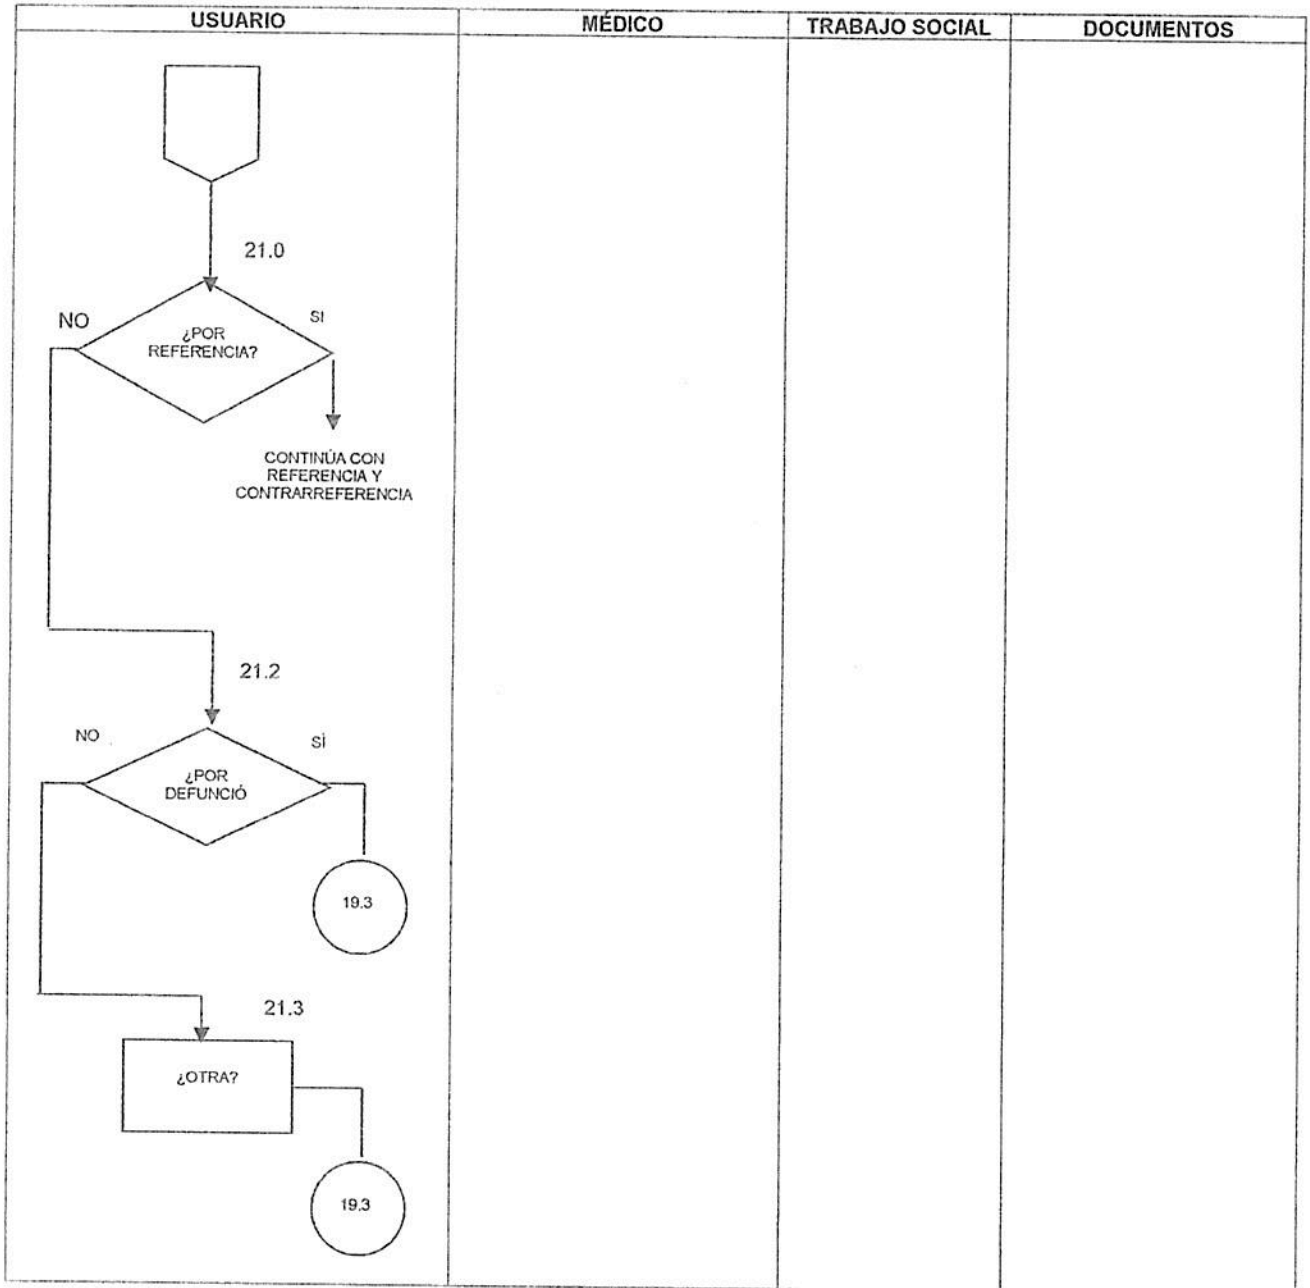 USUARIO
MÉDICO
TRABAJO SOCIAL
DOCUMENTOS
21.0
NO
SI
¿POR
REFERENCIA?
CONTINÚA CON
REFERENCIA Y
CONTRARREFERENCIA
21.2
NO
SÍ
¿POR
DEFUNCIÓ
19.3
21.3
¿OTRA?
19.3